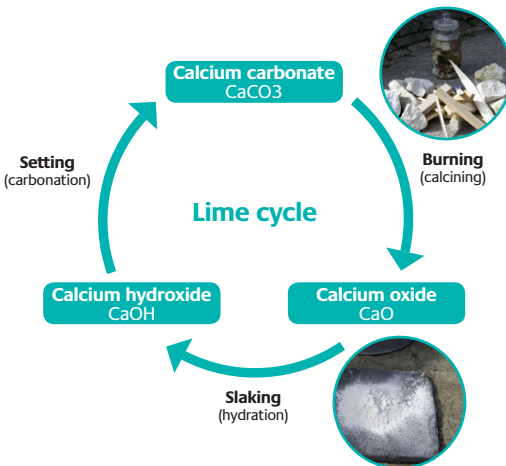 Calcium carbonate
CaCO3
Burning
(calcining)
Setting
(carbonation)
Lime cycle
Calcium hydroxide
CaOH
Calcium oxide
CaO
Slaking
(hydration)